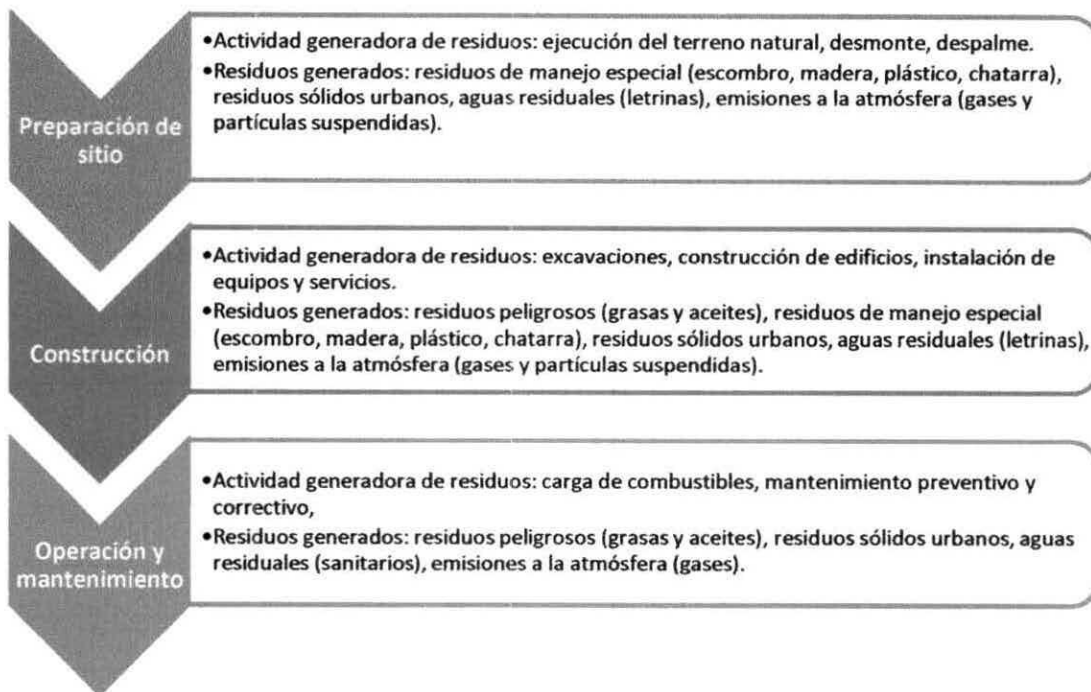 Preparación de
sitio
•Actividad generadora de residuos: ejecución del terreno natural, desmonte, despalme.
•Residuos generados: residuos de manejo especial (escombro, madera, plástico, chatarra),
residuos sólidos urbanos, aguas residuales (letrinas), emisiones a la atmósfera (gases y
partículas suspendidas).
Construcción
•Actividad generadora de residuos: excavaciones, construcción de edificios, instalación de
equipos y servicios.
•Residuos generados: residuos peligrosos (grasas y aceites), residuos de manejo especial
(escombro, madera, plástico, chatarra), residuos sólidos urbanos, aguas residuales (letrinas),
emisiones a la atmósfera (gases y partículas suspendidas).
Operación y
mantenimiento
•Actividad generadora de residuos: carga de combustibles, mantenimiento preventivo y
correctivo,
•Residuos generados: residuos peligrosos (grasas y aceites), residuos sólidos urbanos, aguas
residuales (sanitarios), emisiones a la atmósfera (gases).